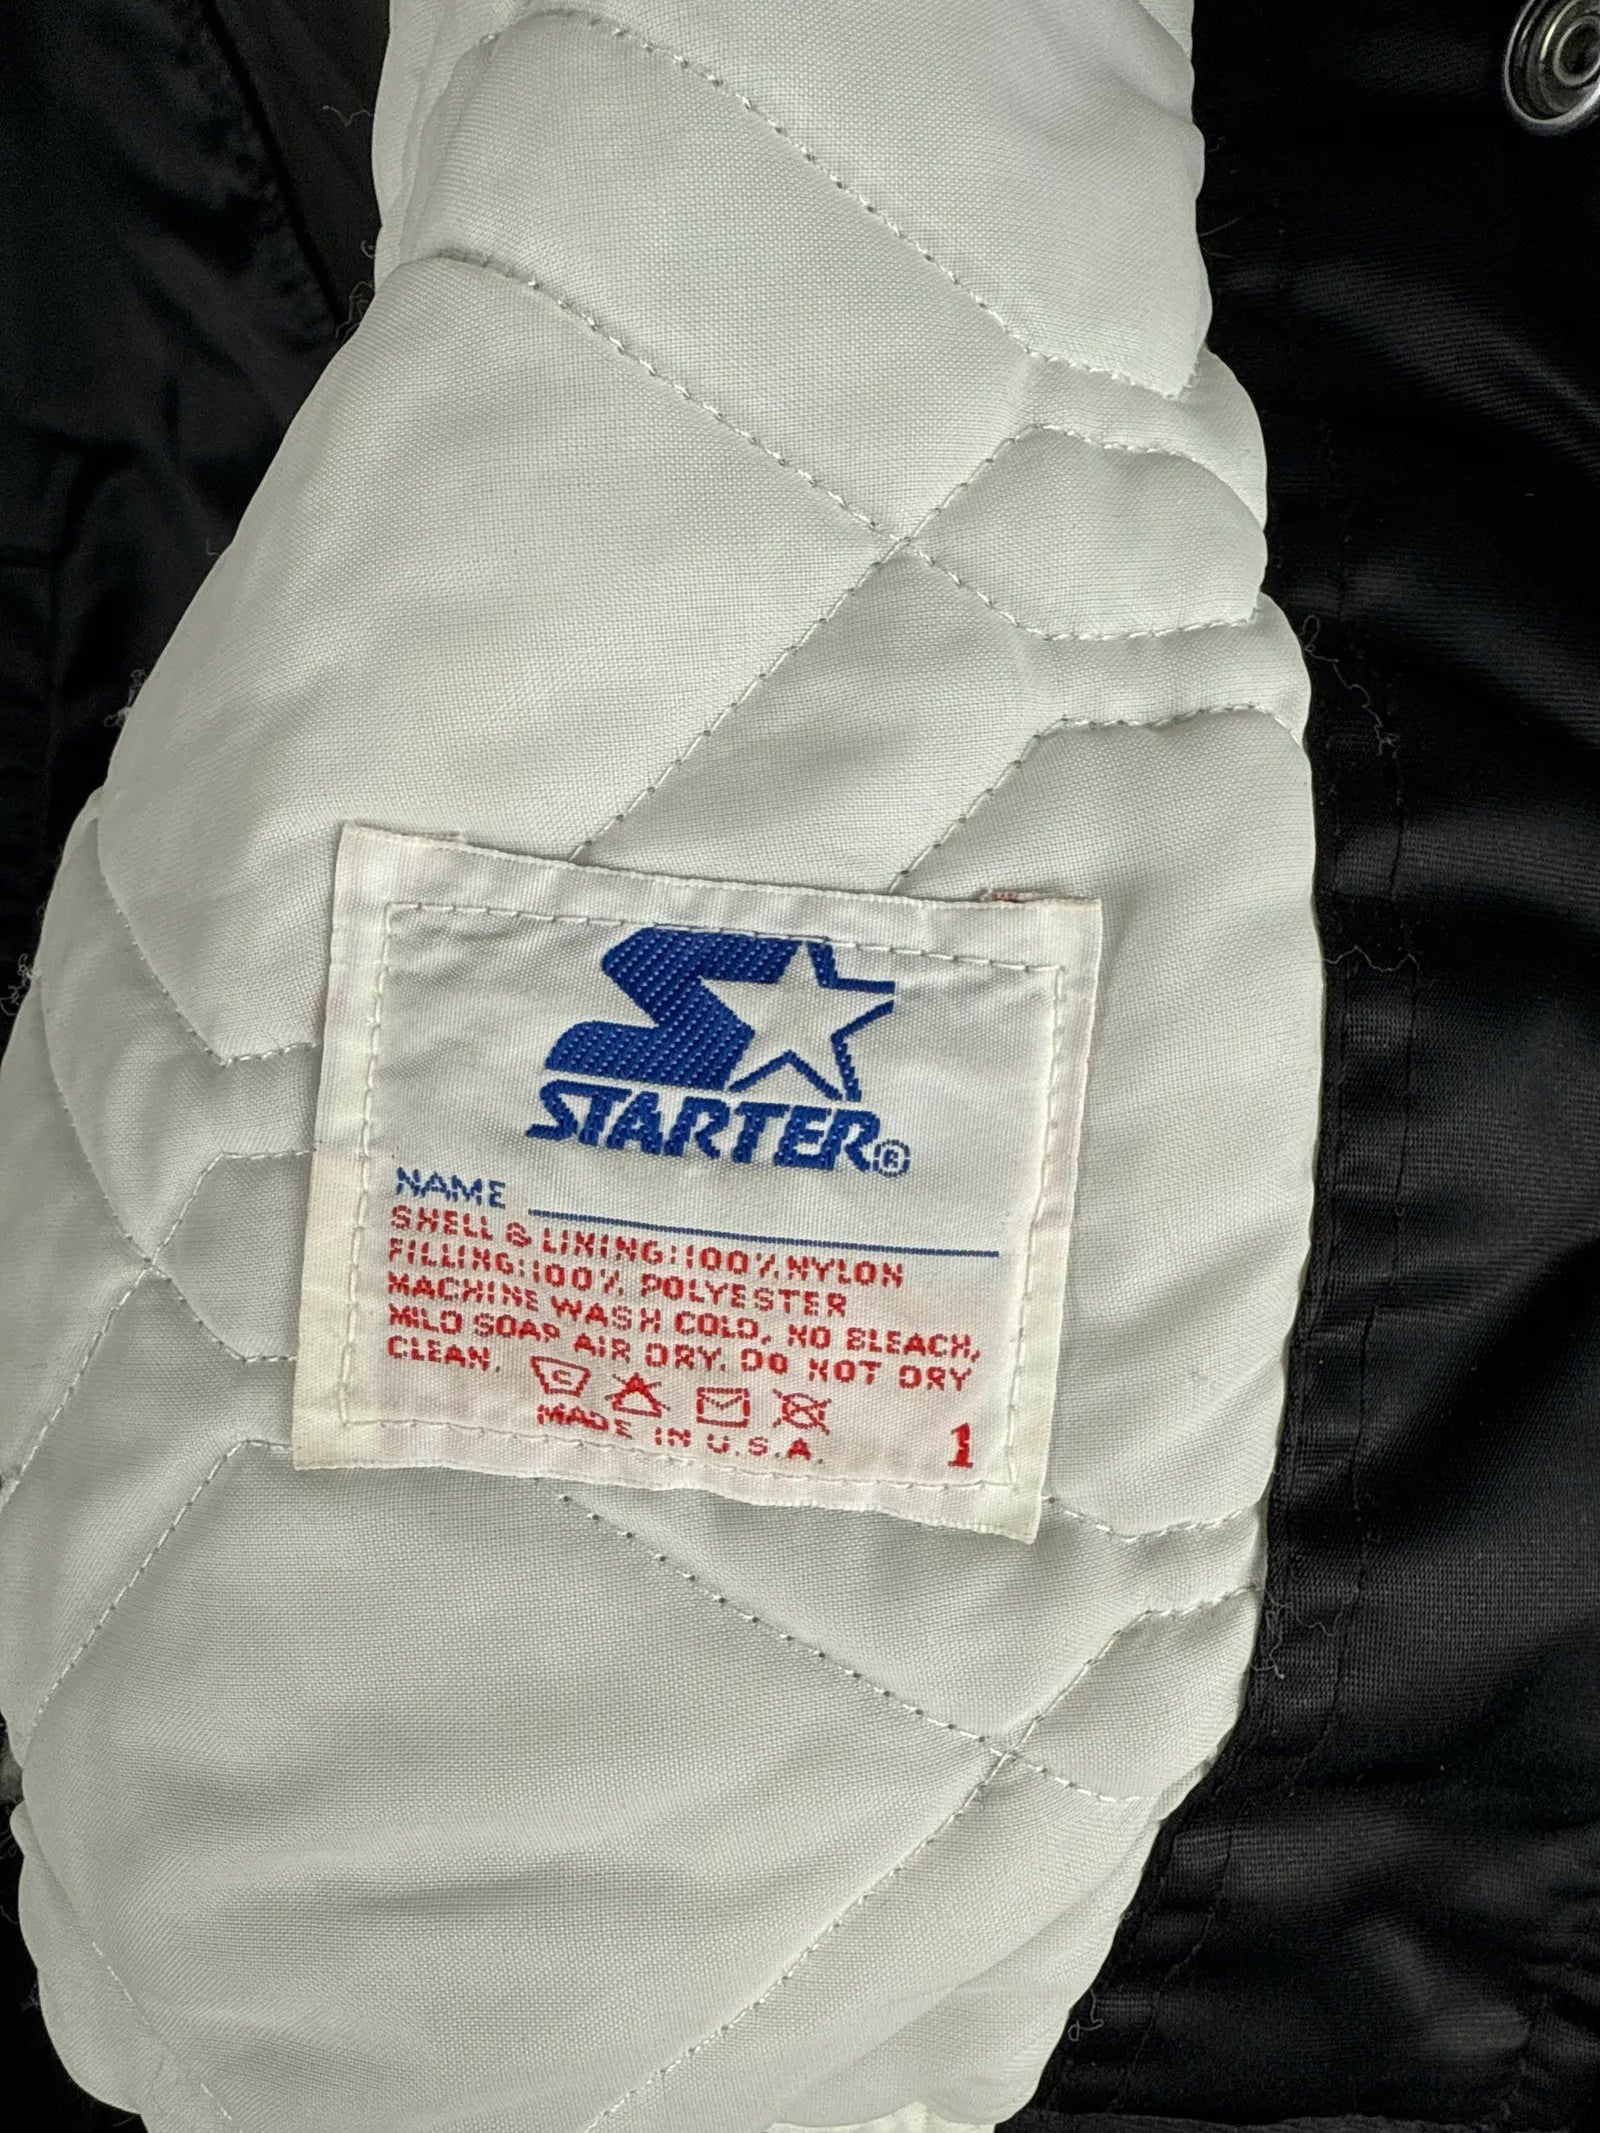 STARTER®
NAME
SHELL & LINING:100% NYLON
FILLING:100% POLYESTER
MACHINE WASH COLD, NO BLEACH,
MILD SOAP AIR DRY. DO NOT DRY
CLEAN.
MADE IN U.S.A.
1